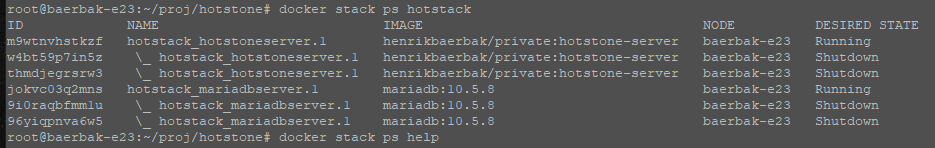 root@baerbak-e23:~/proj/hotstone# docker stack ps hotstack
ID NAME IMAGE NODE DESIRED STATE
m9wtnvhstkzf hotstack_hotstoneserver.1 henrikbaerbak/private:hotstone-server baerbak-e23 Running
w4bt59p7in5z \_ hotstack_hotstoneserver.1 henrikbaerbak/private:hotstone-server baerbak-e23 Shutdown
thmdjegrsrw3 \_ hotstack_hotstoneserver.1 henrikbaerbak/private:hotstone-server baerbak-e23 Shutdown
jokvc03q2mns hotstack_mariadbserver.1 mariadb:10.5.8 baerbak-e23 Running
9i0raqbfmm1u \_ hotstack_mariadbserver.1 mariadb:10.5.8 baerbak-e23 Shutdown
96yiqpnva6w5 \_ hotstack_mariadbserver.1 mariadb:10.5.8 baerbak-e23 Shutdown
root@baerbak-e23:~/proj/hotstone# docker stack ps help